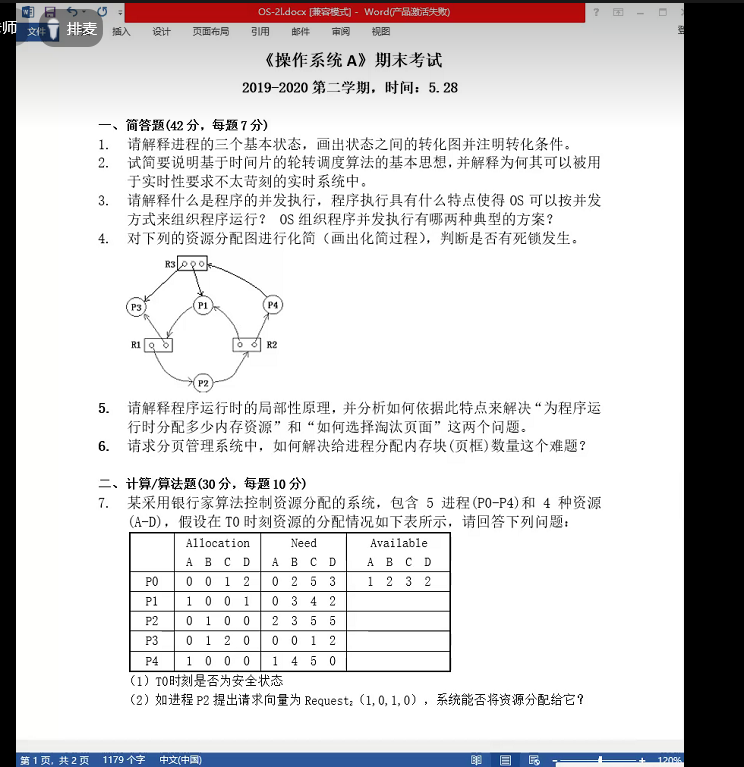 OS-2l.docx [兼容模式] - Word(产品激活失败)
师
排麦
文件 插入 设计 页面布局 引用 邮件 审阅 视图 登
《操作系统 A》期末考试
2019-2020 第二学期，时间：5.28
一、简答题(42 分，每题 7 分)
1. 请解释进程的三个基本状态，画出状态之间的转化图并注明转化条件。
2. 试简要说明基于时间片的轮转调度算法的基本思想，并解释为何其可以被用
于实时性要求不太苛刻的实时系统中。
3. 请解释什么是程序的并发执行，程序执行具有什么特点使得 OS 可以按并发
方式来组织程序运行？ OS 组织程序并发执行有哪两种典型的方案？
4. 对下列的资源分配图进行化简（画出化简过程），判断是否有死锁发生。
R3
P3 P1 P4
R1 R2
P2
5. 请解释程序运行时的局部性原理，并分析如何依据此特点来解决“为程序运
行时分配多少内存资源”和“如何选择淘汰页面”这两个问题。
6. 请求分页管理系统中，如何解决给进程分配内存块(页框)数量这个难题？
二、计算/算法题(30 分，每题 10 分)
7. 某采用银行家算法控制资源分配的系统，包含 5 进程(P0-P4)和 4 种资源
(A-D)，假设在 T0 时刻资源的分配情况如下表所示，请回答下列问题：
Allocation Need Available
A B C D A B C D A B C D
P0 0 0 1 2 0 2 5 3 1 2 3 2
P1 1 0 0 1 0 3 4 2
P2 0 1 0 0 2 3 5 5
P3 0 1 2 0 0 0 1 2
P4 1 0 0 0 1 4 5 0
（1）T0时刻是否为安全状态
（2）如进程 P2 提出请求向量为 Request₂（1,0,1,0），系统能否将资源分配给它？
第 1 页，共 2 页 1179 个字 中文(中国) 120%